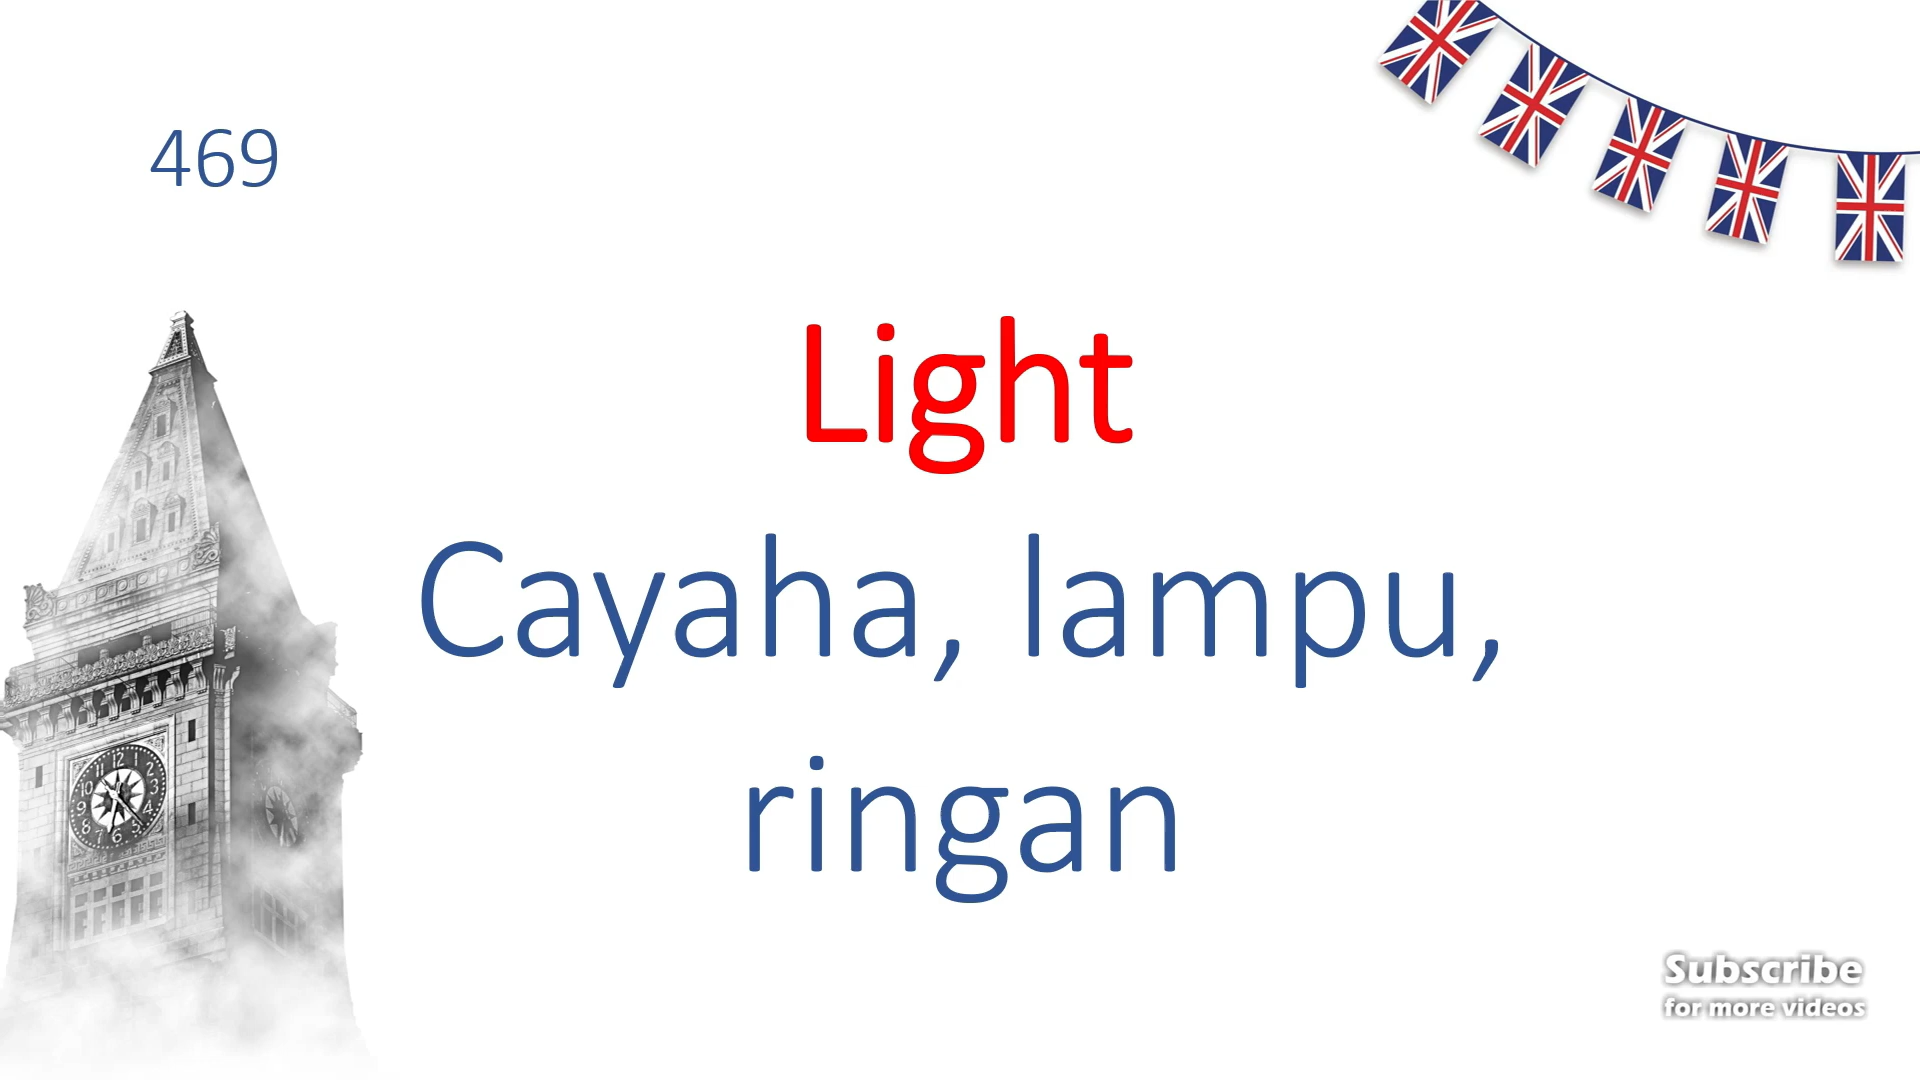 469
Light
Cayaha, lampu,
ringan
Subscribe
for more videos